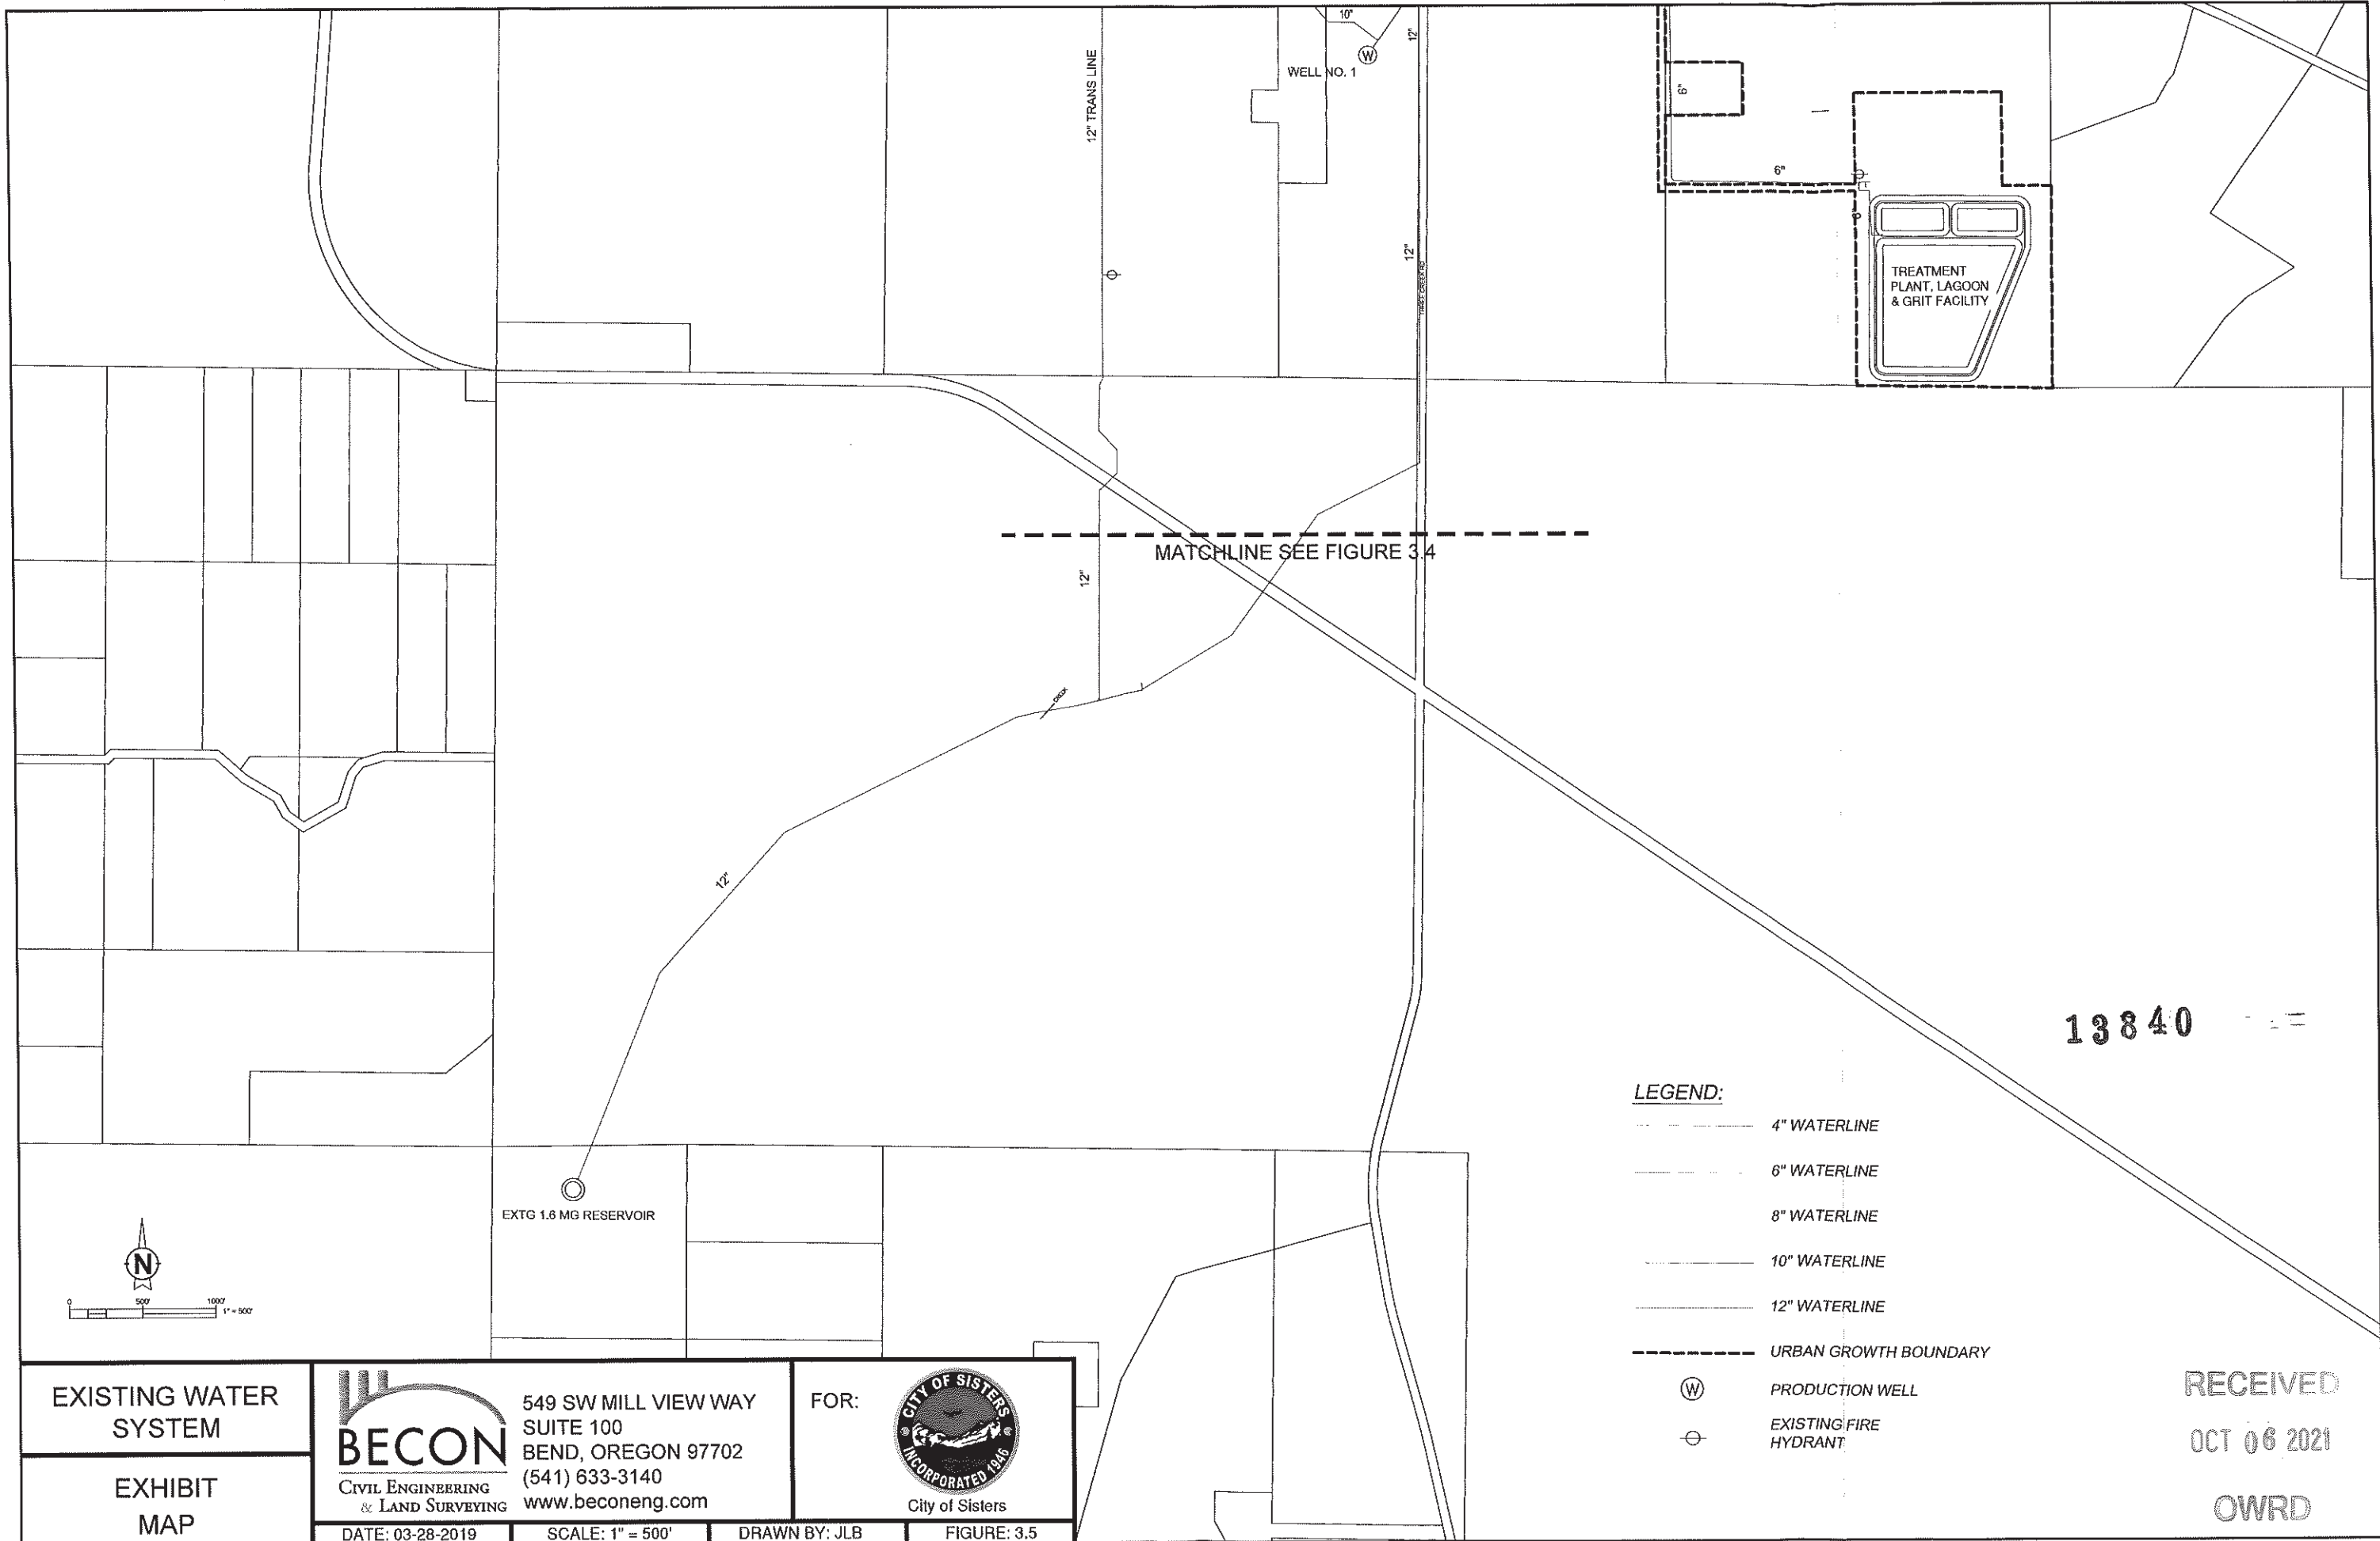 10"
12"
12" TRANS LINE
WELL NO. 1
W
6"
6"
6"
12"
TREATMENT
PLANT, LAGOON
& GRIT FACILITY
MATCHLINE SEE FIGURE 3.4
12"
CREEK
12"
13840
EXTG 1.6 MG RESERVOIR
N
0 500' 1000'
1" = 500'
LEGEND:
4" WATERLINE
6" WATERLINE
8" WATERLINE
10" WATERLINE
12" WATERLINE
URBAN GROWTH BOUNDARY
W PRODUCTION WELL
EXISTING FIRE
HYDRANT
RECEIVED
OCT 06 2021
OWRD
EXISTING WATER
SYSTEM
EXHIBIT
MAP
BECON
CIVIL ENGINEERING
& LAND SURVEYING
549 SW MILL VIEW WAY
SUITE 100
BEND, OREGON 97702
(541) 633-3140
www.beconeng.com
FOR:
CITY OF SISTERS
INCORPORATED 1946
City of Sisters
DATE: 03-28-2019
SCALE: 1" = 500'
DRAWN BY: JLB
FIGURE: 3.5